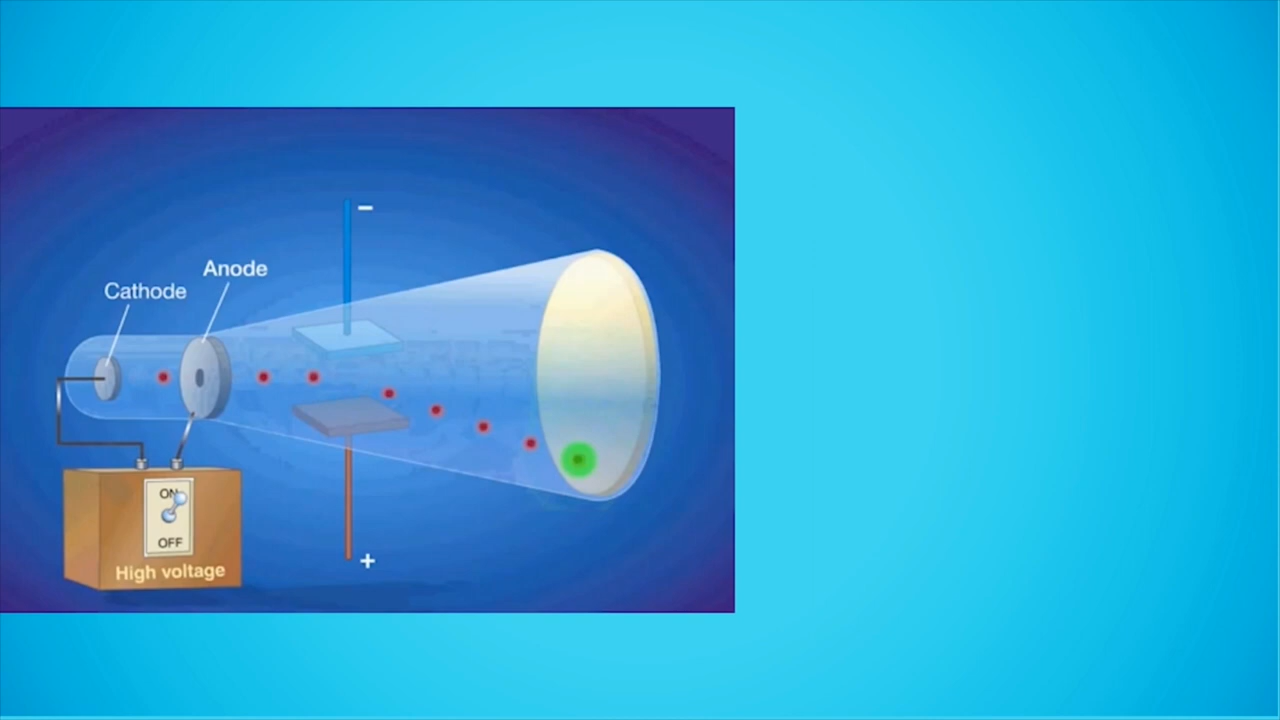 −
Anode
Cathode
ON
OFF
High voltage
+